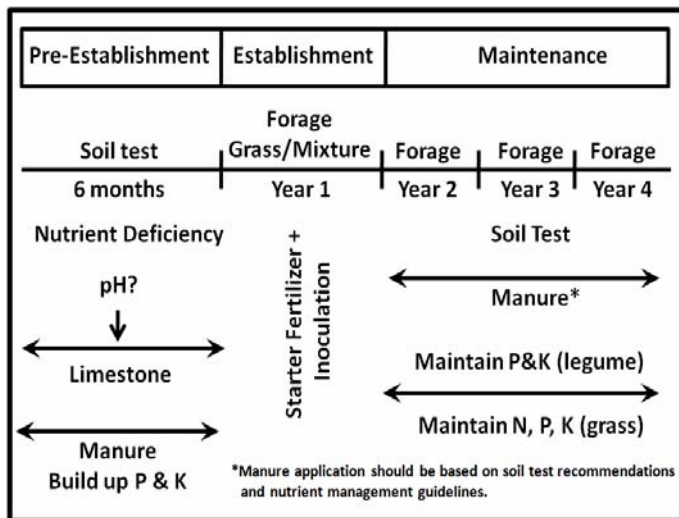 Pre-Establishment
Establishment
Maintenance
Soil test
6 months
Forage
Grass/Mixture
Year 1
Forage
Year 2
Forage
Year 3
Forage
Year 4
Nutrient Deficiency
pH?
Limestone
Manure
Build up P & K
Starter Fertilizer +
Inoculation
Soil Test
Manure*
Maintain P&K (legume)
Maintain N, P, K (grass)
*Manure application should be based on soil test recommendations
and nutrient management guidelines.